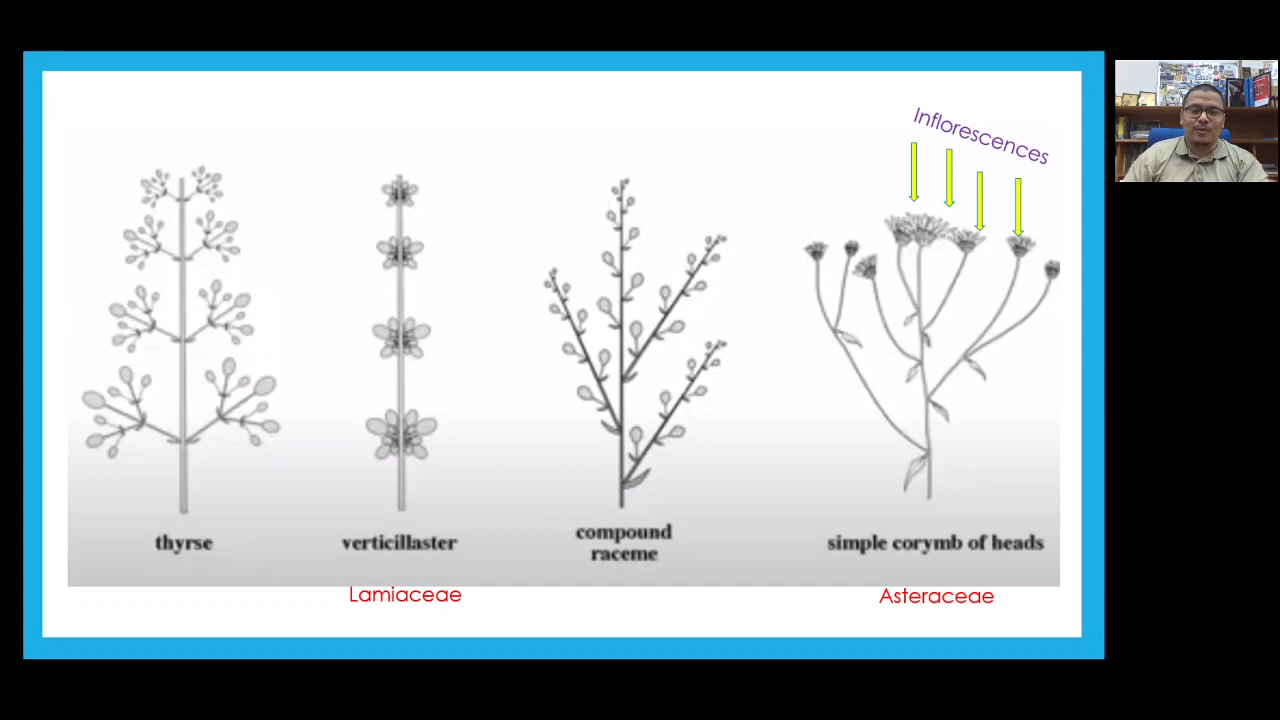 Inflorescences
thyrse
verticillaster
compound
raceme
simple corymb of heads
Lamiaceae
Asteraceae